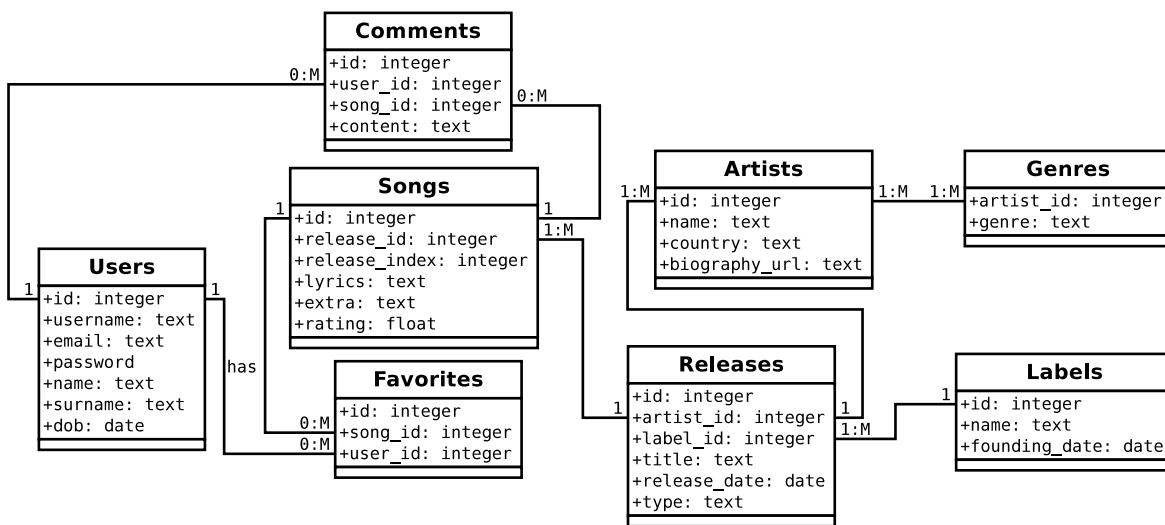 Comments
+id: integer
+user_id: integer
+song_id: integer
+content: text
0:M
0:M
Songs
+id: integer
+release_id: integer
+release_index: integer
+lyrics: text
+extra: text
+rating: float
1
1
1:M
Users
+id: integer
+username: text
+email: text
+password
+name: text
+surname: text
+dob: date
1
1
has
Favorites
+id: integer
+song_id: integer
+user_id: integer
0:M
0:M
Artists
+id: integer
+name: text
+country: text
+biography_url: text
1:M
1:M
Genres
+artist_id: integer
+genre: text
1:M
Releases
+id: integer
+artist_id: integer
+label_id: integer
+title: text
+release_date: date
+type: text
1
1
1:M
Labels
+id: integer
+name: text
+founding_date: date
1